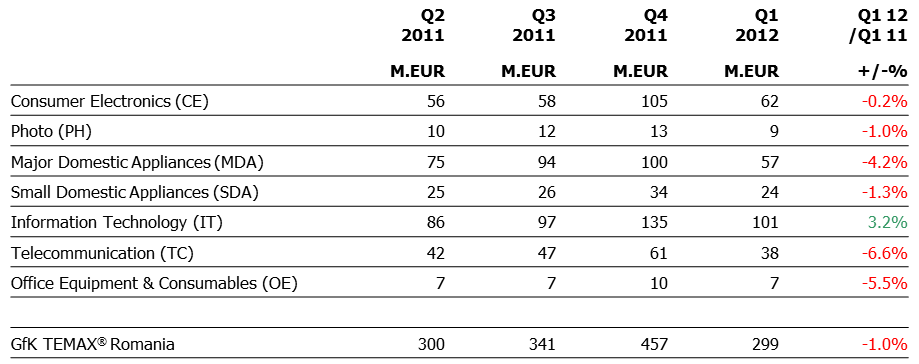 Q2 Q3 Q4 Q1 Q1 12
2011 2011 2011 2012 /Q1 11
M.EUR M.EUR M.EUR M.EUR +/-%
Consumer Electronics (CE) 56 58 105 62 -0.2%
Photo (PH) 10 12 13 9 -1.0%
Major Domestic Appliances (MDA) 75 94 100 57 -4.2%
Small Domestic Appliances (SDA) 25 26 34 24 -1.3%
Information Technology (IT) 86 97 135 101 3.2%
Telecommunication (TC) 42 47 61 38 -6.6%
Office Equipment & Consumables (OE) 7 7 10 7 -5.5%
GfK TEMAX® Romania 300 341 457 299 -1.0%